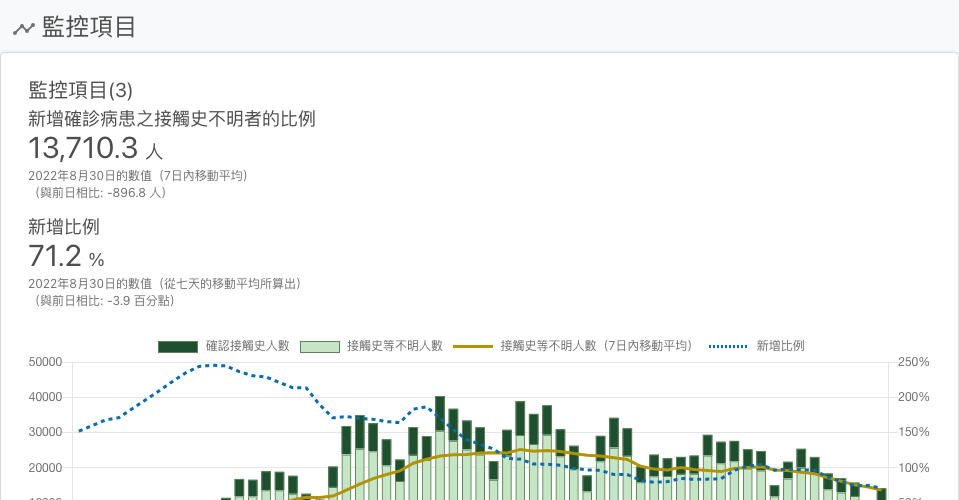 監控項目
監控項目(3)
新增確診病患之接觸史不明者的比例
13,710.3 人
2022年8月30日的數值（7日內移動平均）
（與前日相比: -896.8 人）
新增比例
71.2 %
2022年8月30日的數值（從七天的移動平均所算出）
（與前日相比: -3.9 百分點）
確認接觸史人數 接觸史等不明人數 接觸史等不明人數（7日內移動平均） 新增比例
50000 250%
40000 200%
30000 150%
20000 100%